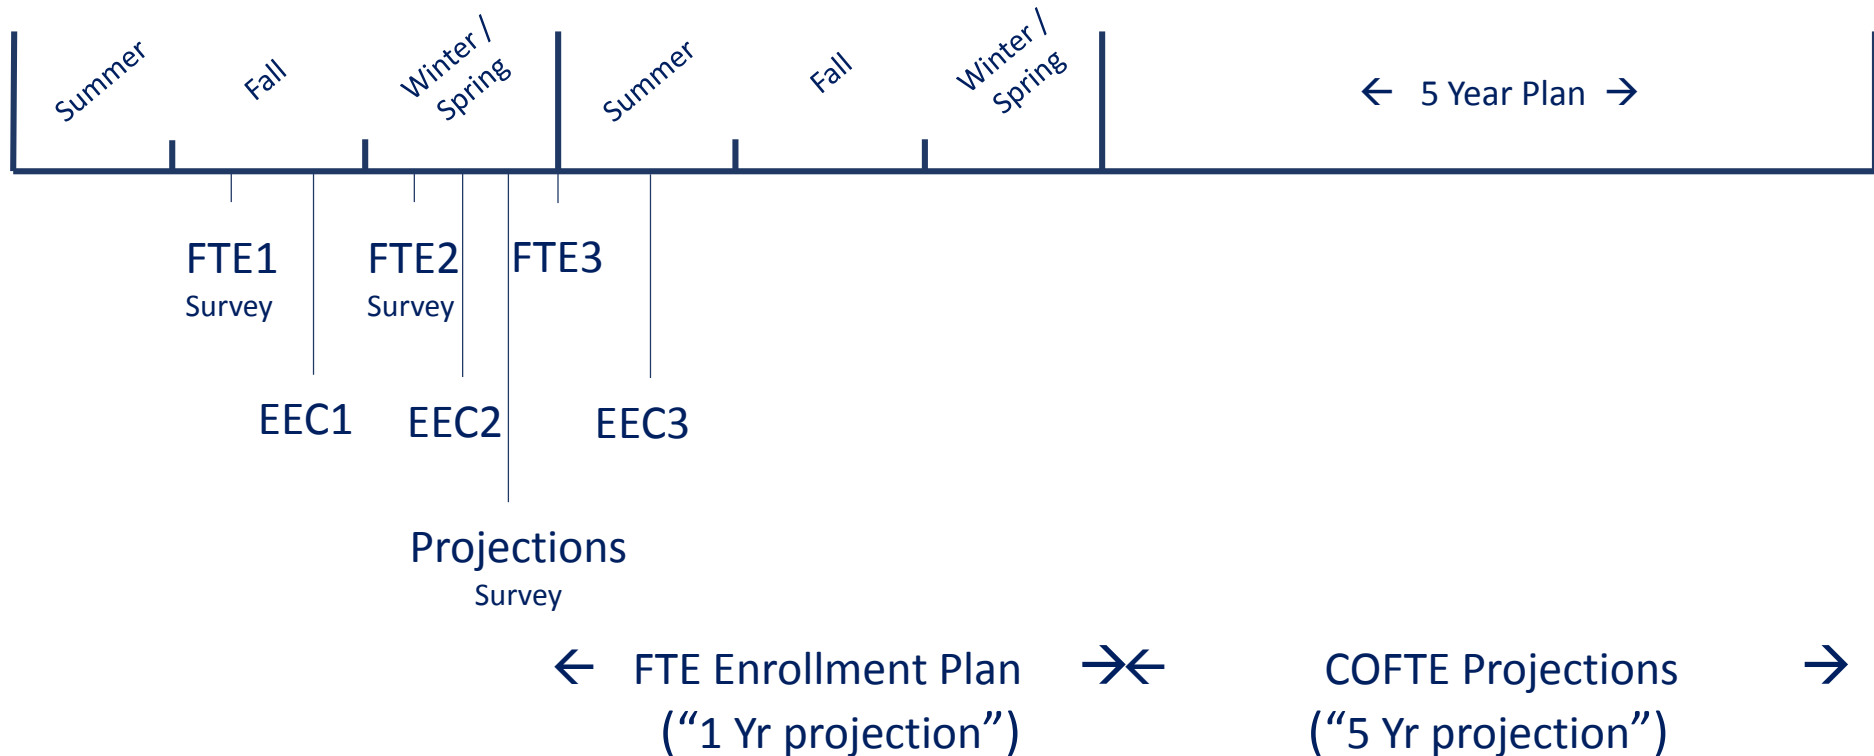 Summer
Fall
Winter /
Spring
Summer
Fall
Winter /
Spring
← 5 Year Plan →
FTE1
Survey
FTE2
Survey
FTE3
EEC1
EEC2
EEC3
Projections
Survey
← FTE Enrollment Plan →← COFTE Projections →
(“1 Yr projection”) (“5 Yr projection”)